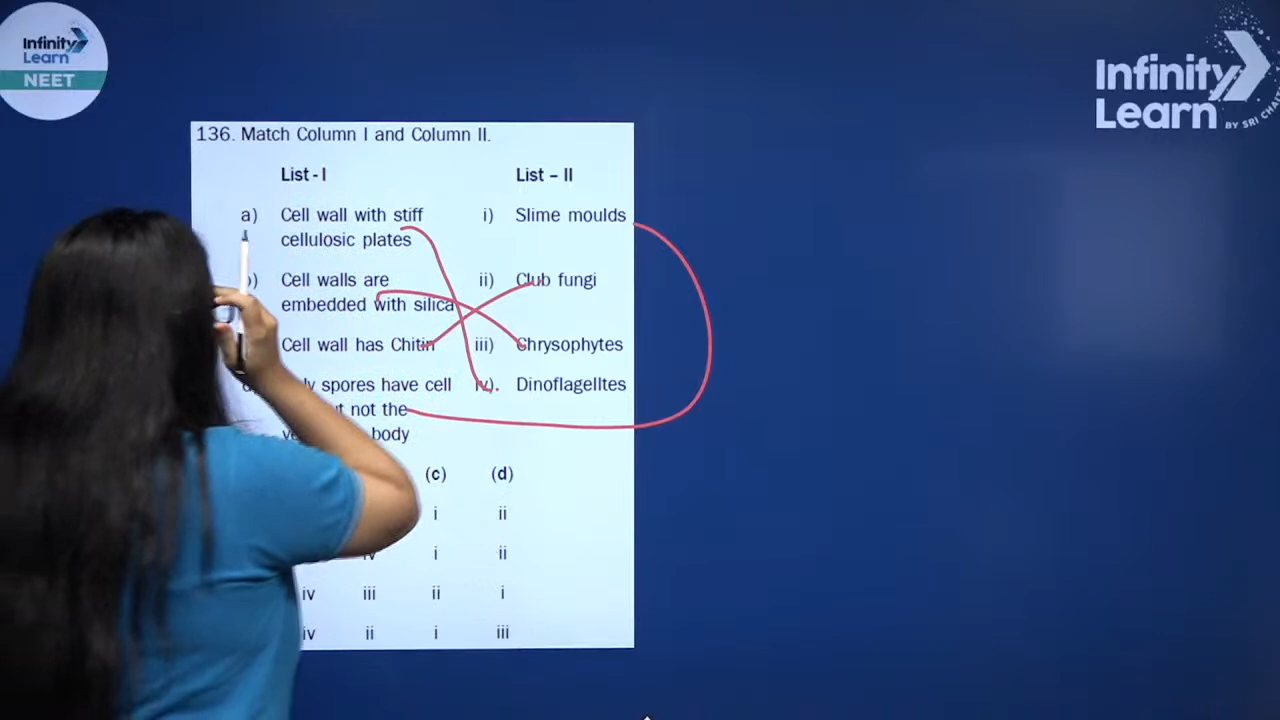 Infinity
Learn
NEET
Infinity
Learn
BY SRI
136. Match Column I and Column II.
List - I List – II
a) Cell wall with stiff i) Slime moulds
cellulosic plates
) Cell walls are ii) Club fungi
embedded with silica
Cell wall has Chitin iii) Chrysophytes
spores have cell iv). Dinoflagelltes
not the
body
(c) (d)
i ii
iv i ii
iv iii ii i
iv ii i iii